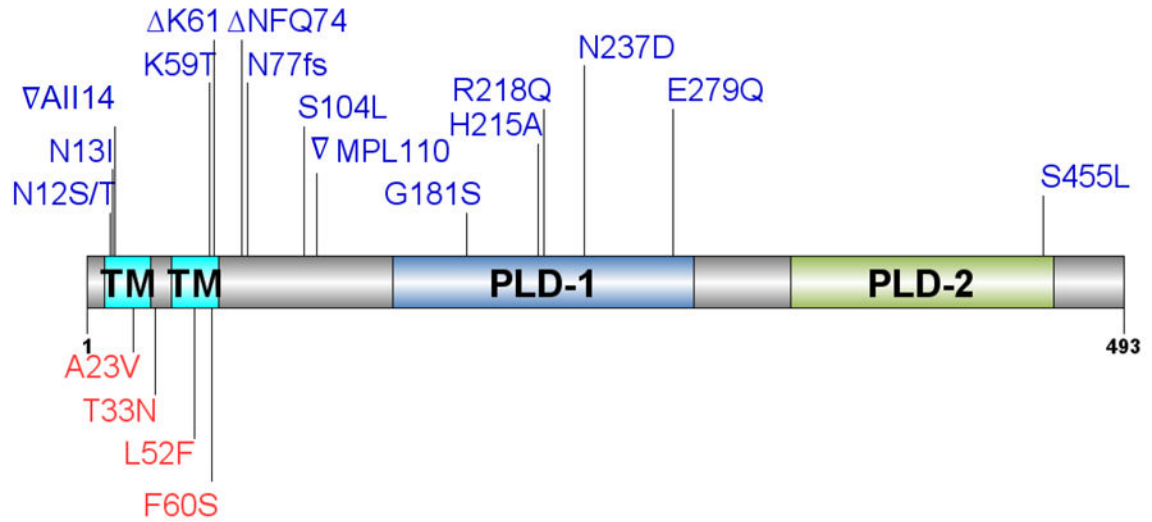 ΔK61 ΔNFQ74
K59T N77fs
N237D
∇AII14
S104L
R218Q
E279Q
H215A
N13I
∇ MPL110
N12S/T
G181S
S455L
TM TM PLD-1 PLD-2
1
493
A23V
T33N
L52F
F60S